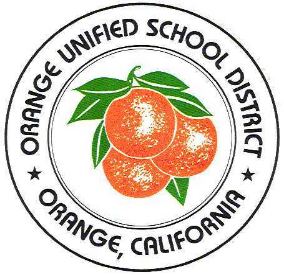 ORANGE UNIFIED SCHOOL DISTRICT
ORANGE, CALIFORNIA